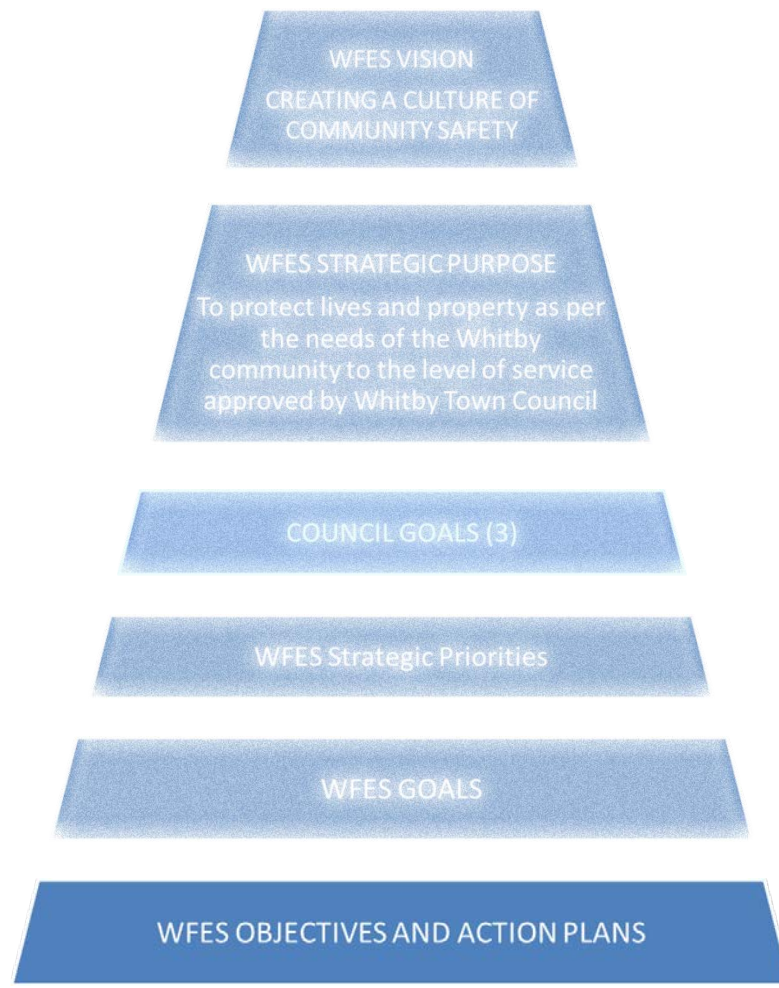 WFES VISION
CREATING A CULTURE OF
COMMUNITY SAFETY
WFES STRATEGIC PURPOSE
To protect lives and property as per
the needs of the Whitby
community to the level of service
approved by Whitby Town Council
COUNCIL GOALS (3)
WFES Strategic Priorities
WFES GOALS
WFES OBJECTIVES AND ACTION PLANS